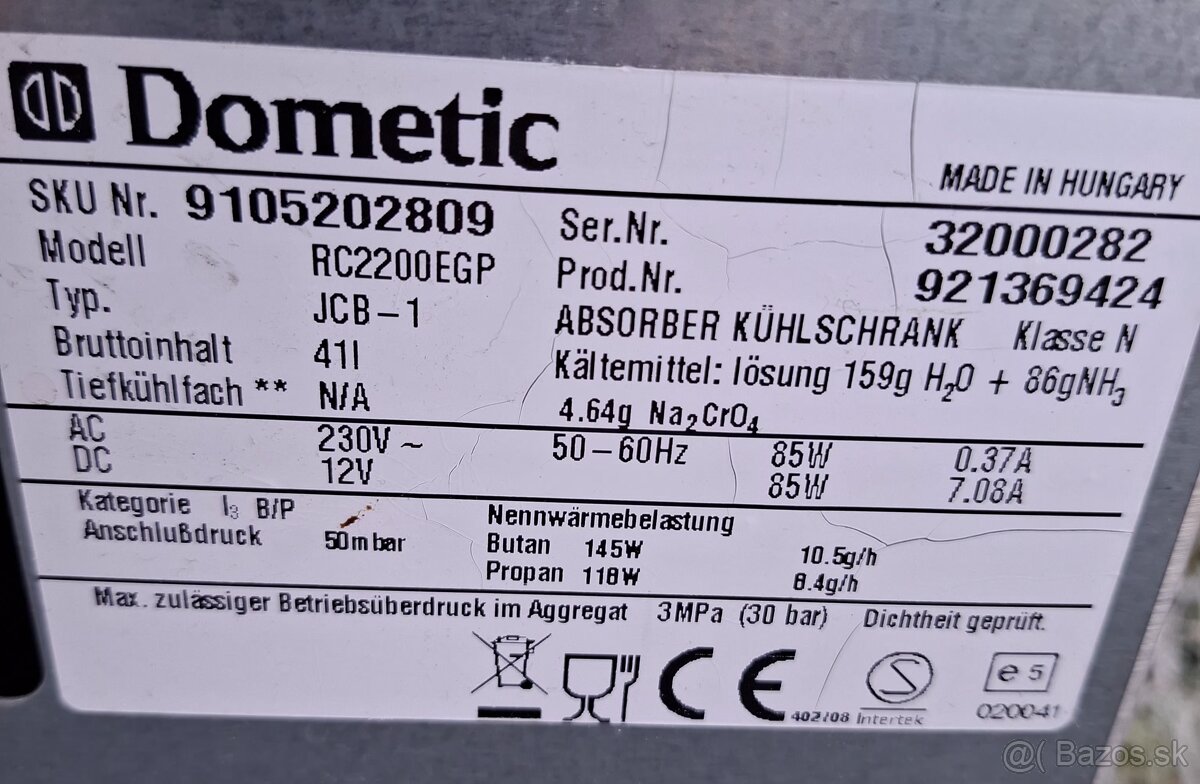 Dometic
MADE IN HUNGARY
SKU Nr. 9105202809
Modell RC2200EGP
Typ. JCB-1
Bruttoinhalt 41l
Tiefkühlfach ** N/A
Ser.Nr. 32000282
Prod.Nr. 921369424
ABSORBER KÜHLSCHRANK Klasse N
Kältemittel: lösung 159g H₂O + 86gNH₃
4.64g Na₂CrO₄
AC 230V ~ 50-60Hz 85W 0.37A
DC 12V 85W 7.08A
Kategorie I₃ B/P
Anschlußdruck 50mbar
Nennwärmebelastung
Butan 145W 10.5g/h
Propan 118W 8.4g/h
Max. zulässiger Betriebsüberdruck im Aggregat 3MPa (30 bar) Dichtheit geprüft.
CE
402/08
S
Intertek
e5
020041
@( Bazos.sk